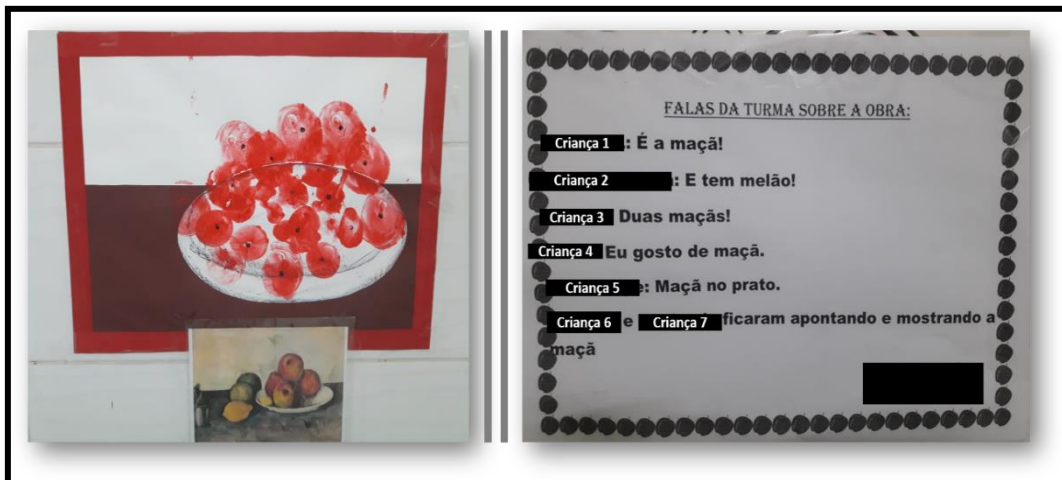 FALAS DA TURMA SOBRE A OBRA:
Criança 1 : É a maçã!
Criança 2 : E tem melão!
Criança 3 Duas maçãs!
Criança 4 Eu gosto de maçã.
Criança 5 e: Maçã no prato.
Criança 6 e Criança 7 ficaram apontando e mostrando a
maçã